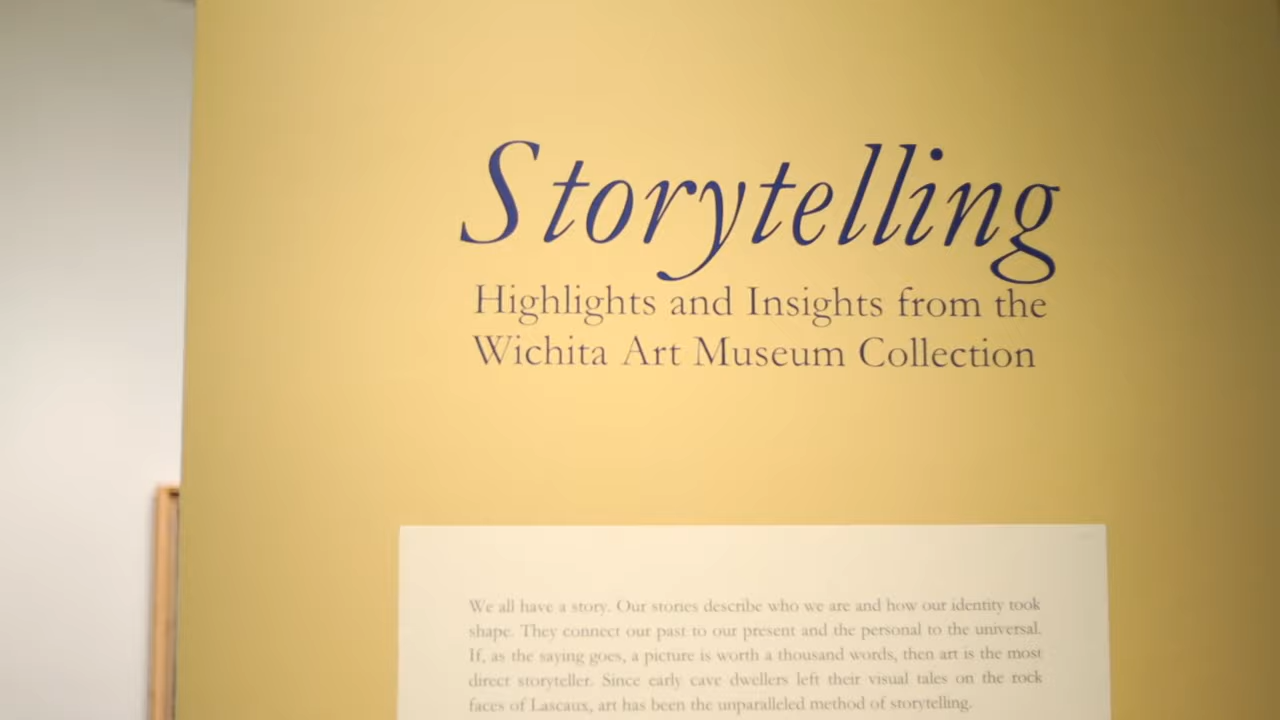 Storytelling
Highlights and Insights from the
Wichita Art Museum Collection
We all have a story. Our stories describe who we are and how our identity took
shape. They connect our past to our present and the personal to the universal.
If, as the saying goes, a picture is worth a thousand words, then art is the most
direct storyteller. Since early cave dwellers left their visual tales on the rock
faces of Lascaux, art has been the unparalleled method of storytelling.